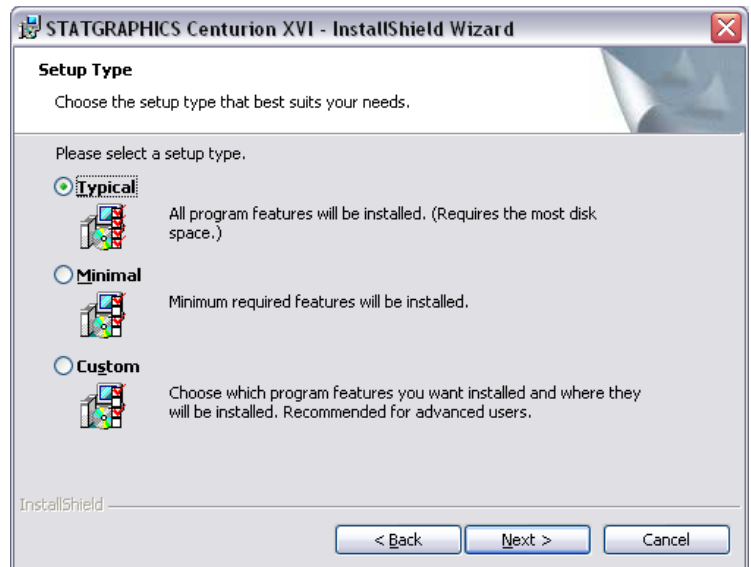 STATGRAPHICS Centurion XVI - InstallShield Wizard
Setup Type
Choose the setup type that best suits your needs.
Please select a setup type.
Typical
All program features will be installed. (Requires the most disk
space.)
Minimal
Minimum required features will be installed.
Custom
Choose which program features you want installed and where they
will be installed. Recommended for advanced users.
InstallShield
< Back
Next >
Cancel